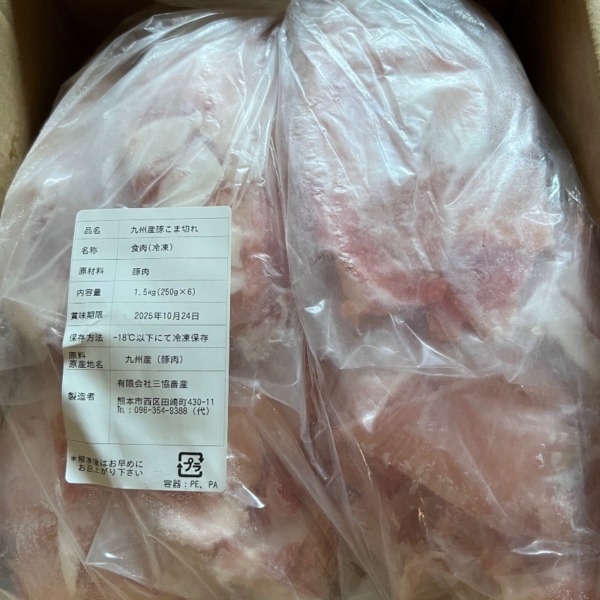 品名 九州産豚こま切れ
名称 食肉(冷凍)
原材料 豚肉
内容量 1.5kg(250g×6)
賞味期限 2025年10月24日
保存方法 -18℃以下にて冷凍保存
原料
原産地名 九州産（豚肉）
製造者 有限会社三協畜産
熊本市西区田崎町430-11
℡：096-354-9388（代）
*解凍後はお早めに
お召上がり下さい
プラ
容器：PE、PA